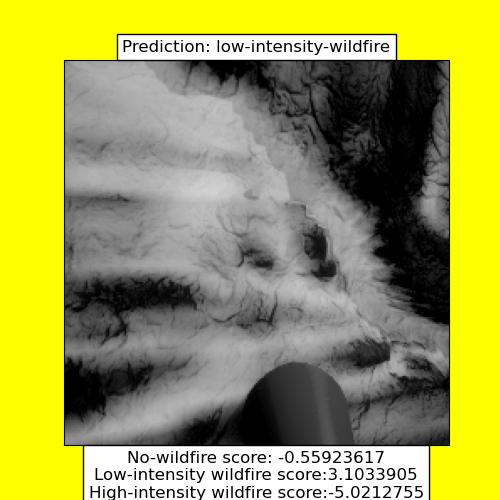 Prediction: low-intensity-wildfire
No-wildfire score: -0.55923617
Low-intensity wildfire score:3.1033905
High-intensity wildfire score:-5.0212755